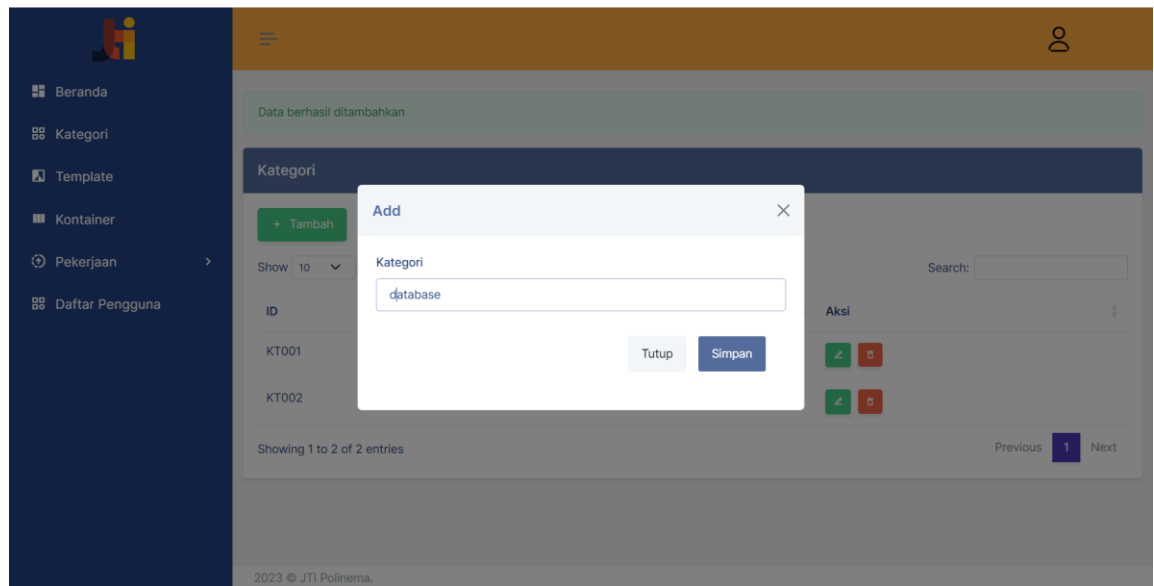 Jti
Beranda
Kategori
Template
Kontainer
Pekerjaan
Daftar Pengguna
Data berhasil ditambahkan
Kategori
+ Tambah
Show 10
Search:
ID
Aksi
KT001
KT002
Showing 1 to 2 of 2 entries
Previous 1 Next
Add
Kategori
database
Tutup Simpan
2023 © JTI Polinema.